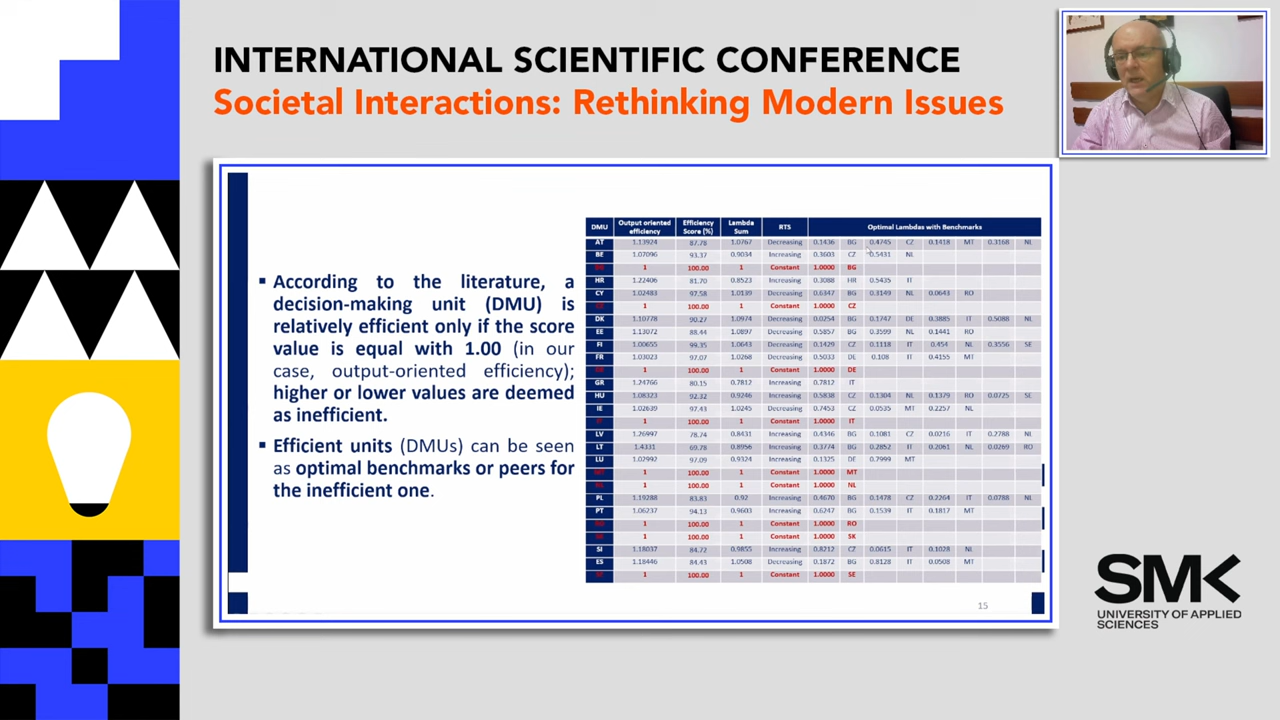 INTERNATIONAL SCIENTIFIC CONFERENCE
Societal Interactions: Rethinking Modern Issues
▪ According to the literature, a
decision-making unit (DMU) is
relatively efficient only if the score
value is equal with 1.00 (in our
case, output-oriented efficiency);
higher or lower values are deemed
as inefficient.
▪ Efficient units (DMUs) can be seen
as optimal benchmarks or peers for
the inefficient one.
DMU Output oriented efficiency Efficiency Score (%) Lambda Sum RTS Optimal Lambdas with Benchmarks
AT 1.13924 87.78 1.0767 Decreasing 0.1436 BG 0.4745 CZ 0.1418 MT 0.3168 NL
BE 1.07096 93.37 0.9034 Increasing 0.3603 CZ 0.5431 NL
1 100.00 1 Constant 1.0000 BG
HR 1.22406 81.70 0.8523 Increasing 0.3088 HR 0.5435 IT
CY 1.02483 97.58 1.0139 Decreasing 0.6347 BG 0.3149 NL 0.0643 RO
1 100.00 1 Constant 1.0000 CZ
DK 1.10778 90.27 1.0974 Decreasing 0.0254 BG 0.1747 DE 0.3885 IT 0.5088 NL
EE 1.13072 88.44 1.0897 Decreasing 0.5857 BG 0.3599 NL 0.1441 RO
FI 1.00655 99.35 1.0643 Decreasing 0.1429 CZ 0.1118 IT 0.454 NL 0.3556 SE
FR 1.03023 97.07 1.0268 Decreasing 0.5033 DE 0.108 IT 0.4155 MT
1 100.00 1 Constant 1.0000 DE
GR 1.24766 80.15 0.7812 Increasing 0.7812 IT
HU 1.08323 92.32 0.9246 Increasing 0.5838 CZ 0.1304 NL 0.1379 RO 0.0725 SE
IE 1.02639 97.43 1.0245 Decreasing 0.7453 CZ 0.0535 MT 0.2257 NL
1 100.00 1 Constant 1.0000 IT
LV 1.26997 78.74 0.8431 Increasing 0.4346 BG 0.1081 CZ 0.0216 IT 0.2788 NL
LT 1.4331 69.78 0.8956 Increasing 0.3774 BG 0.2852 IT 0.2061 NL 0.0269 RO
LU 1.02992 97.09 0.9324 Increasing 0.1325 DE 0.7999 MT
1 100.00 1 Constant 1.0000 MT
1 100.00 1 Constant 1.0000 NL
PL 1.19288 83.83 0.92 Increasing 0.4670 BG 0.1478 CZ 0.2264 IT 0.0788 NL
PT 1.06237 94.13 0.9603 Increasing 0.6247 BG 0.1539 IT 0.1817 MT
1 100.00 1 Constant 1.0000 RO
1 100.00 1 Constant 1.0000 SK
SI 1.18037 84.72 0.9855 Increasing 0.8212 CZ 0.0615 IT 0.1028 NL
ES 1.18446 84.43 1.0508 Decreasing 0.1872 BG 0.8128 IT 0.0508 MT
1 100.00 1 Constant 1.0000 SE
15
SMK
UNIVERSITY OF APPLIED
SCIENCES